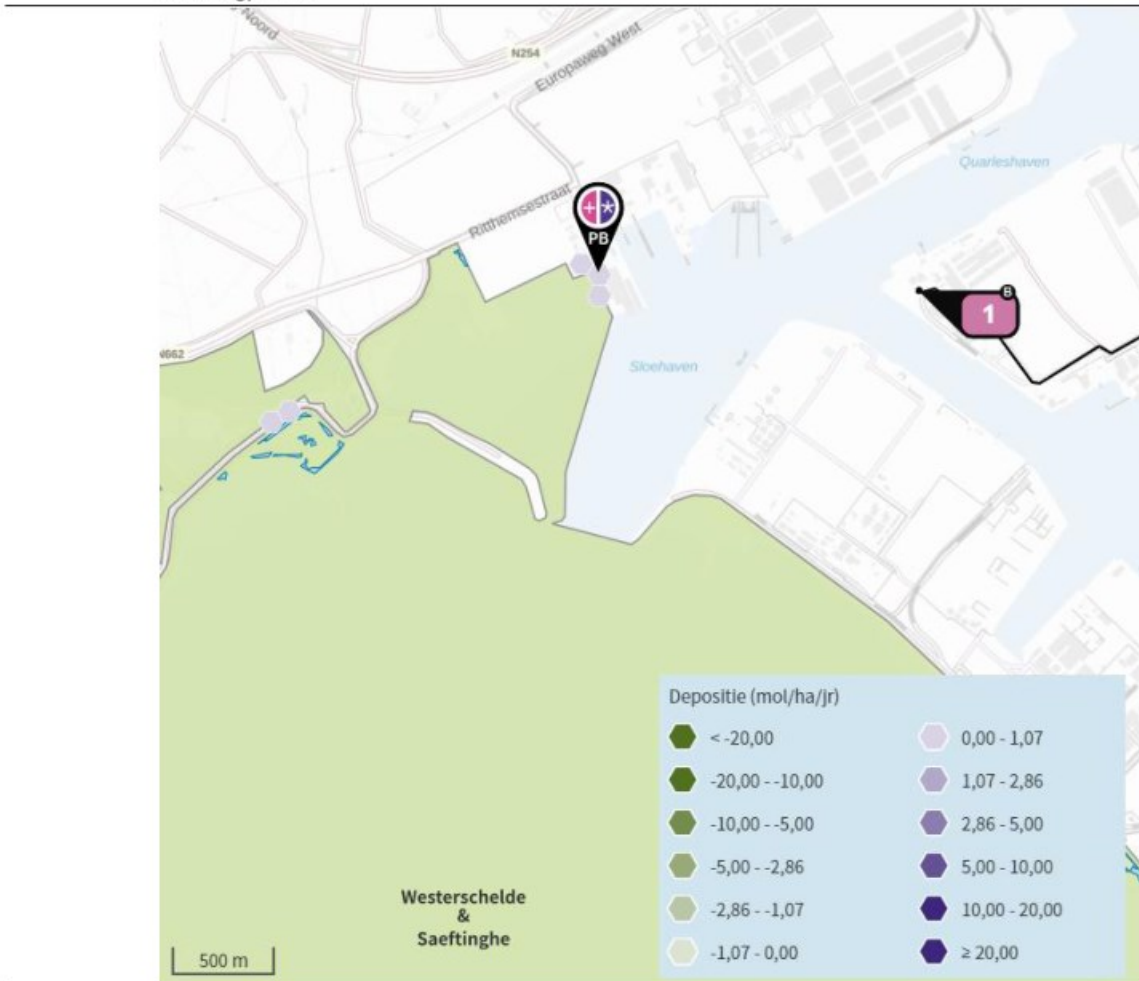 -Noord
N254
Europaweg West
Quarleshaven
Ritthemsestraat
PB
B
1
N662
Sloehaven
Depositie (mol/ha/jr)
< -20,00
-20,00 - -10,00
-10,00 - -5,00
-5,00 - -2,86
-2,86 - -1,07
-1,07 - 0,00
0,00 - 1,07
1,07 - 2,86
2,86 - 5,00
5,00 - 10,00
10,00 - 20,00
≥ 20,00
Westerschelde
&
Saeftinghe
500 m